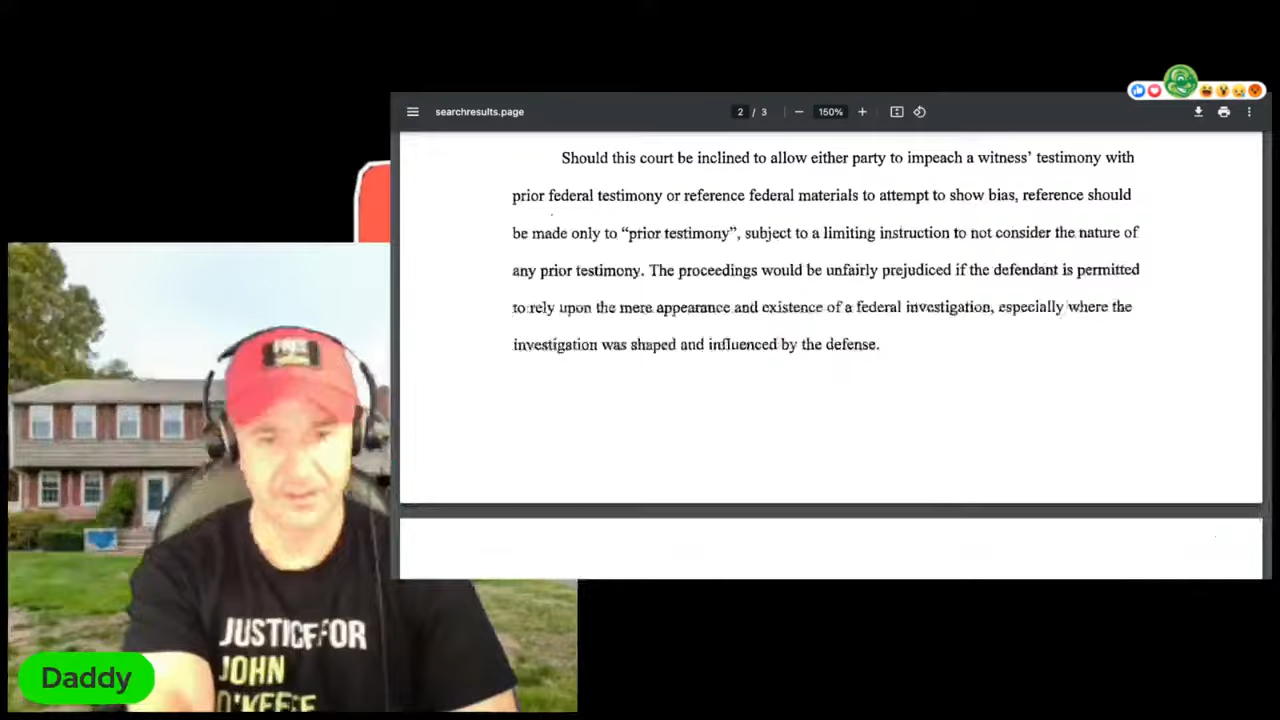 searchresults.page
2 / 3
150%
Should this court be inclined to allow either party to impeach a witness’ testimony with
prior federal testimony or reference federal materials to attempt to show bias, reference should
be made only to “prior testimony”, subject to a limiting instruction to not consider the nature of
any prior testimony. The proceedings would be unfairly prejudiced if the defendant is permitted
to rely upon the mere appearance and existence of a federal investigation, especially where the
investigation was shaped and influenced by the defense.
JUSTICE FOR
JOHN
O'KEEFE
Daddy